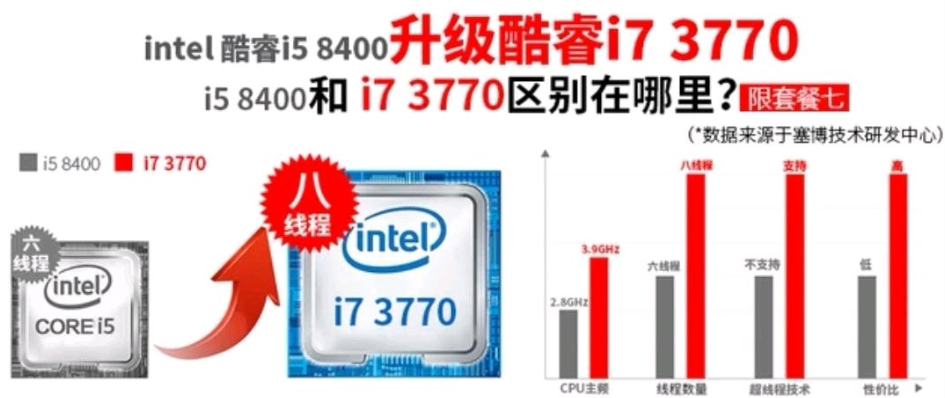 intel 酷睿i5 8400升级酷睿i7 3770
i5 8400和 i7 3770区别在哪里?限套餐七
(*数据来源于塞博技术研发中心)
i5 8400 i7 3770
六
线程
intel
CORE i5
八
线程
intel
i7 3770
2.8GHz
3.9GHz
六线程
八线程
不支持
支持
低
高
CPU主频 线程数量 超线程技术 性价比